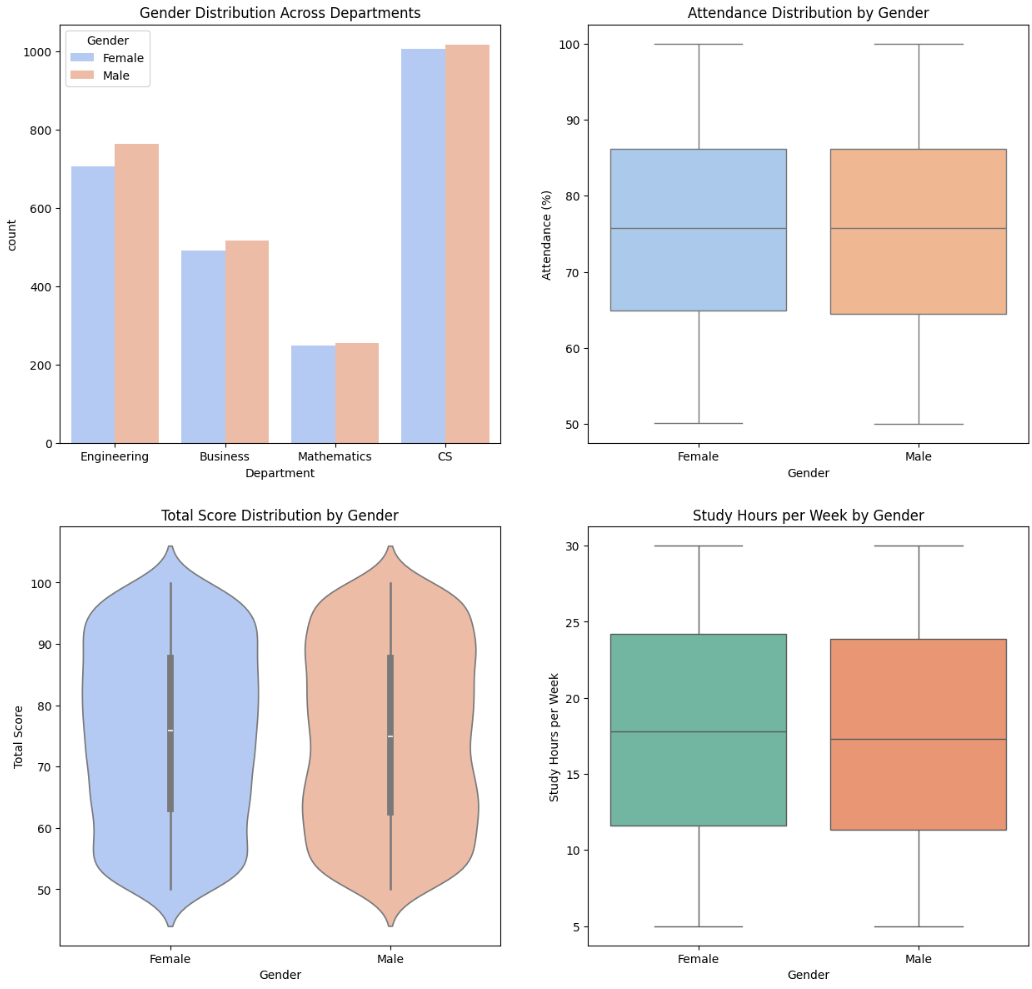 Gender Distribution Across Departments
Gender
Female
Male
1000
800
600
400
200
0
count
Engineering Business Mathematics CS
Department
Attendance Distribution by Gender
100
90
80
70
60
50
Attendance (%)
Female Male
Gender
Total Score Distribution by Gender
100
90
80
70
60
50
Total Score
Female Male
Gender
Study Hours per Week by Gender
30
25
20
15
10
5
Study Hours per Week
Female Male
Gender